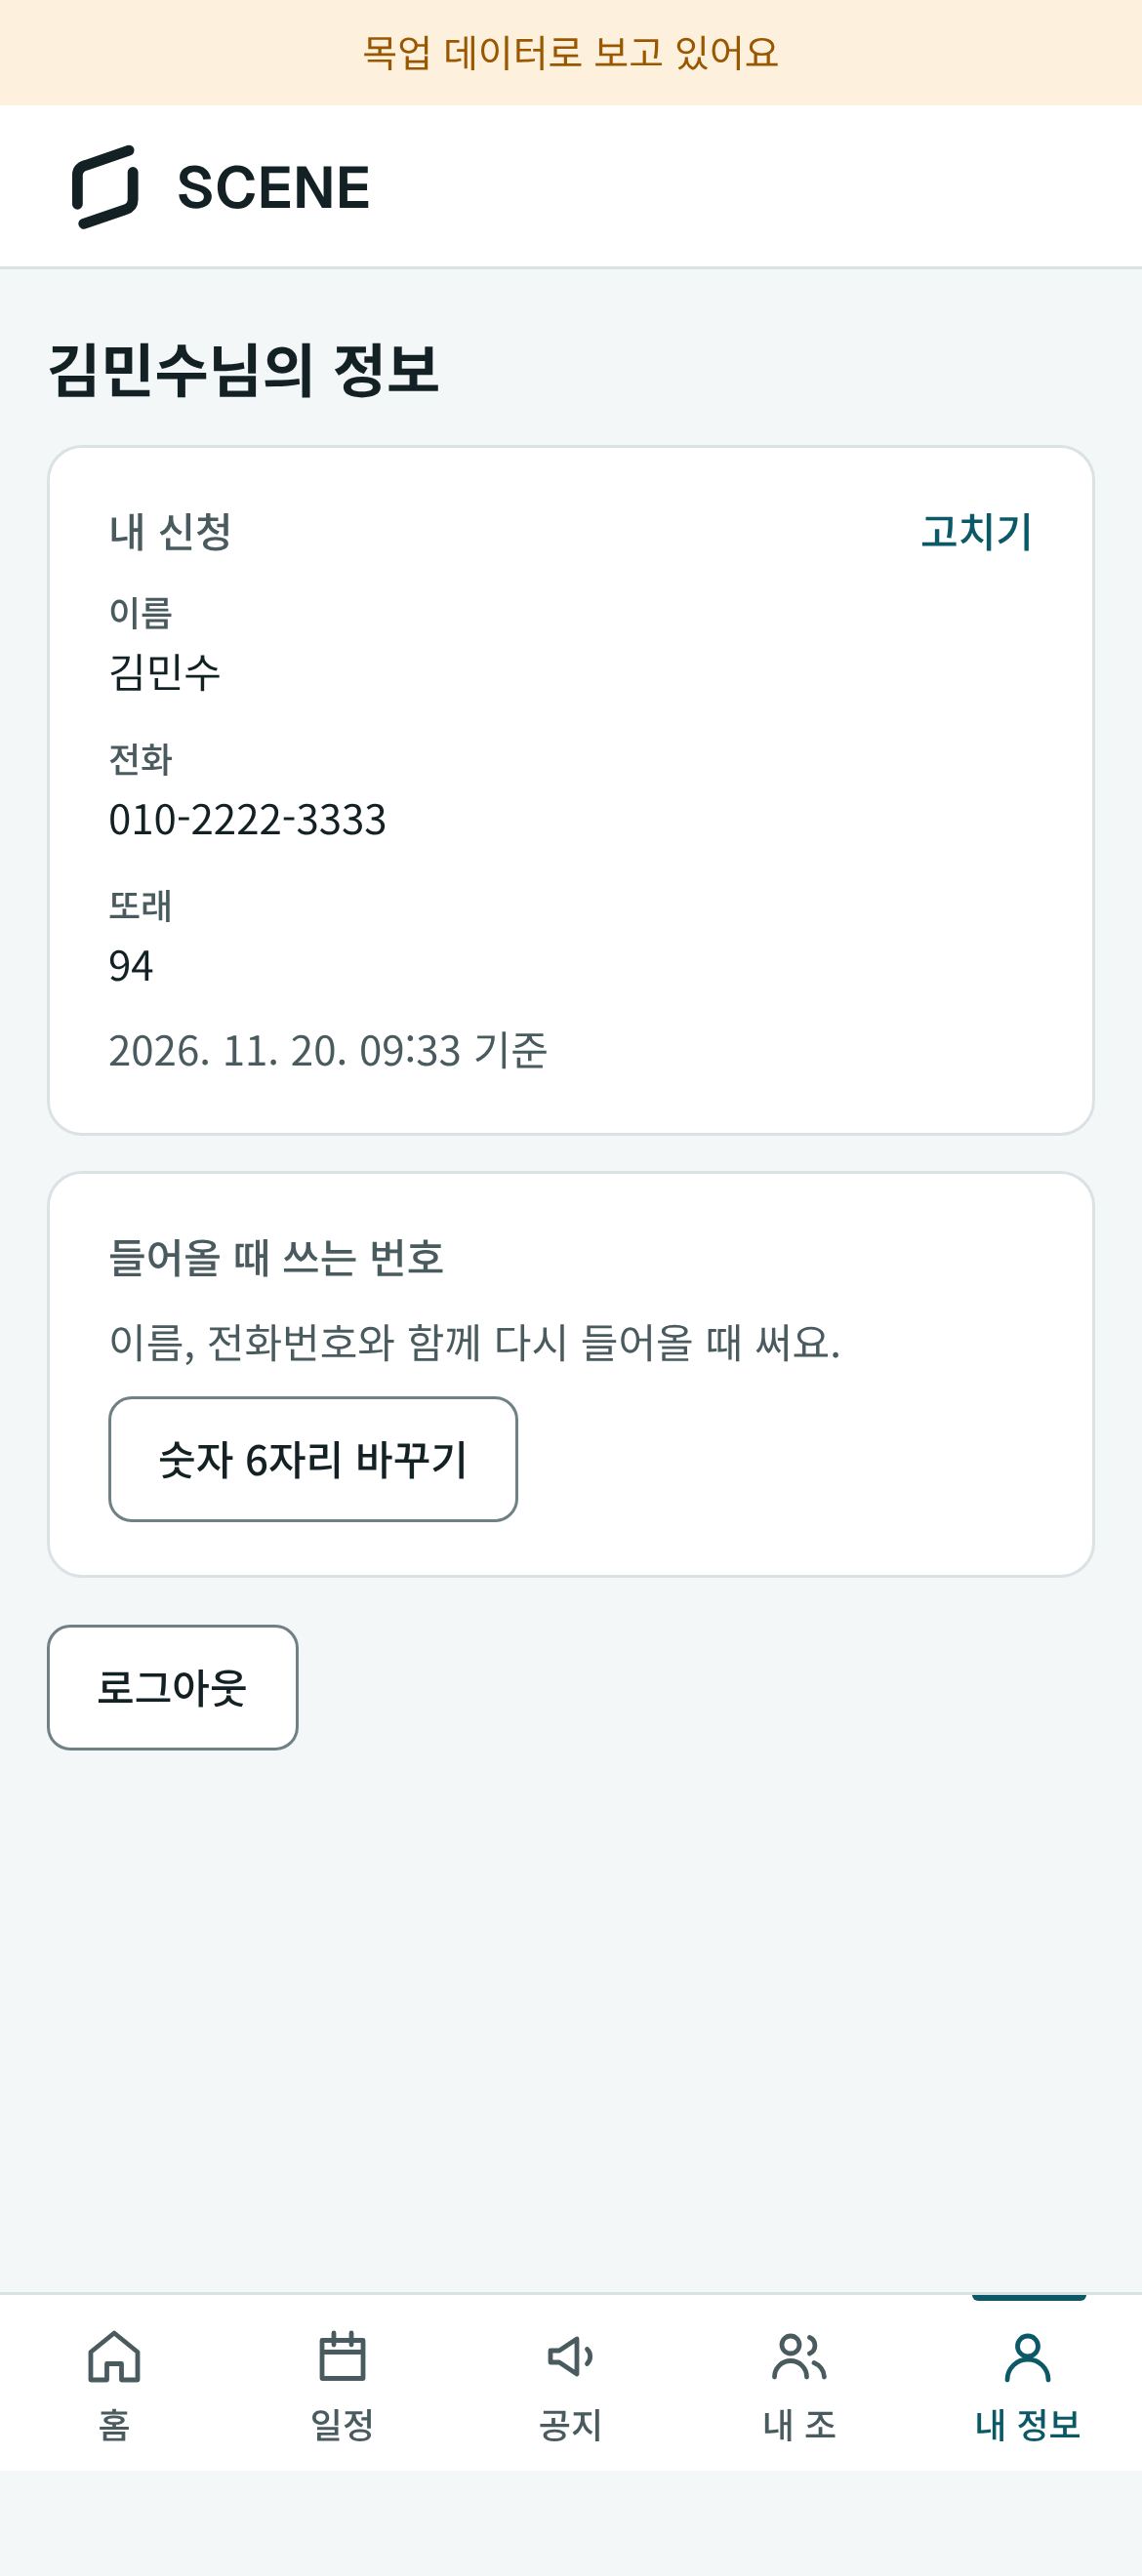 목업 데이터로 보고 있어요
SCENE
김민수님의 정보
내 신청
고치기
이름
김민수
전화
010-2222-3333
또래
94
2026. 11. 20. 09:33 기준
들어올 때 쓰는 번호
이름, 전화번호와 함께 다시 들어올 때 써요.
숫자 6자리 바꾸기
로그아웃
홈
일정
공지
내 조
내 정보